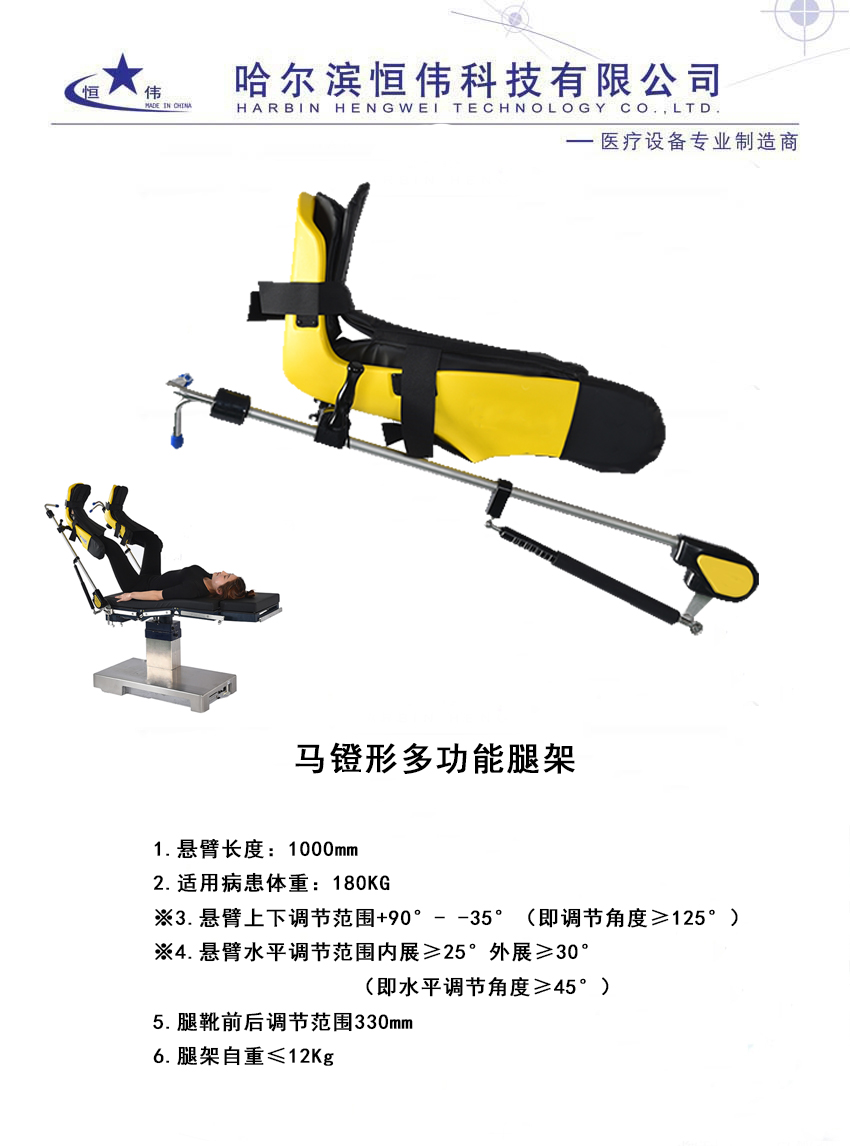 恒 伟
MADE IN CHINA
哈尔滨恒伟科技有限公司
HARBIN HENGWEI TECHNOLOGY CO.,LTD.
— 医疗设备专业制造商
马镫形多功能腿架
1.悬臂长度：1000mm
2.适用病患体重：180KG
※3.悬臂上下调节范围+90°- -35°（即调节角度≥125°）
※4.悬臂水平调节范围内展≥25°外展≥30°
（即水平调节角度≥45°）
5.腿靴前后调节范围330mm
6.腿架自重≤12Kg